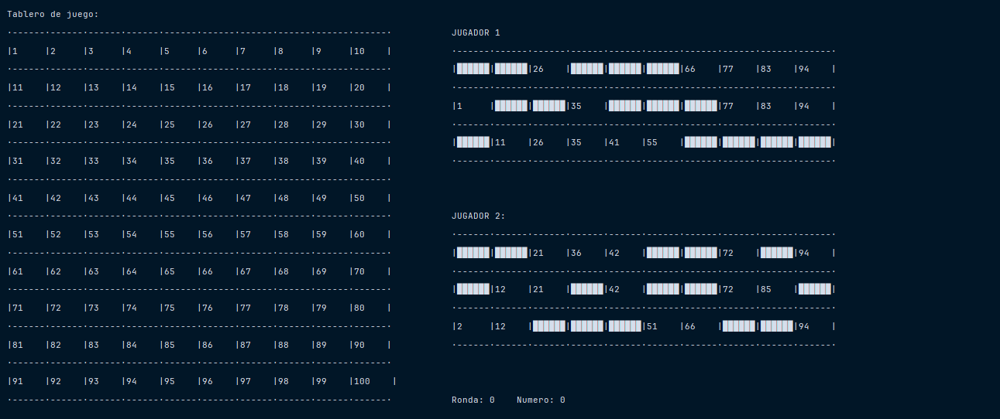 Tablero de juego:
|1 |2 |3 |4 |5 |6 |7 |8 |9 |10 |
|11 |12 |13 |14 |15 |16 |17 |18 |19 |20 |
|21 |22 |23 |24 |25 |26 |27 |28 |29 |30 |
|31 |32 |33 |34 |35 |36 |37 |38 |39 |40 |
|41 |42 |43 |44 |45 |46 |47 |48 |49 |50 |
|51 |52 |53 |54 |55 |56 |57 |58 |59 |60 |
|61 |62 |63 |64 |65 |66 |67 |68 |69 |70 |
|71 |72 |73 |74 |75 |76 |77 |78 |79 |80 |
|81 |82 |83 |84 |85 |86 |87 |88 |89 |90 |
|91 |92 |93 |94 |95 |96 |97 |98 |99 |100 |
JUGADOR 1
|██████|██████|26 |██████|██████|██████|66 |77 |83 |94 |
|1 |██████|██████|35 |██████|██████|██████|77 |83 |94 |
|██████|11 |26 |35 |41 |55 |██████|██████|██████|██████|
JUGADOR 2:
|██████|██████|21 |36 |42 |██████|██████|72 |██████|94 |
|██████|12 |21 |██████|42 |██████|██████|72 |85 |██████|
|2 |12 |██████|██████|██████|51 |66 |██████|██████|94 |
Ronda: 0 Numero: 0